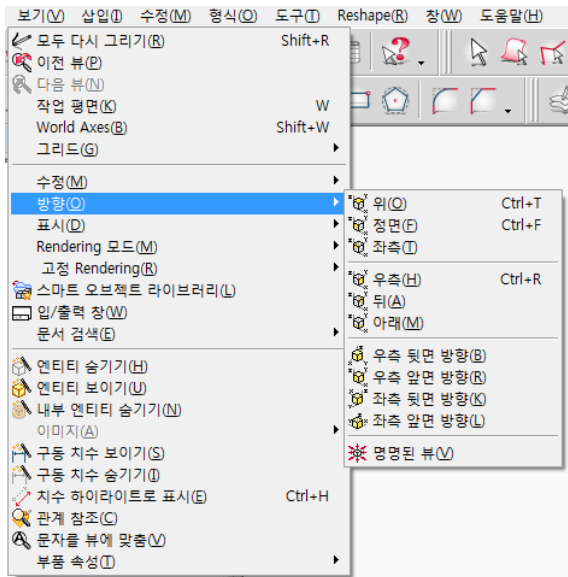 보기(V) 삽입(I) 수정(M) 형식(O) 도구(T) Reshape(R) 창(W) 도움말(H)
모두 다시 그리기(R) Shift+R
이전 뷰(P)
다음 뷰(N)
작업 평면(K) W
World Axes(B) Shift+W
그리드(G)
수정(M)
방향(O)
표시(D)
Rendering 모드(M)
고정 Rendering(R)
스마트 오브젝트 라이브러리(L)
입/출력 창(W)
문서 검색(E)
엔티티 숨기기(H)
엔티티 보이기(U)
내부 엔티티 숨기기(N)
이미지(A)
구동 치수 보이기(S)
구동 치수 숨기기(I)
치수 하이라이트로 표시(E) Ctrl+H
관계 참조(C)
문자를 뷰에 맞춤(V)
부품 속성(T)
위(O) Ctrl+T
정면(F) Ctrl+F
좌측(T)
우측(H) Ctrl+R
뒤(A)
아래(M)
우측 뒷면 방향(B)
우측 앞면 방향(R)
좌측 뒷면 방향(K)
좌측 앞면 방향(L)
명명된 뷰(V)